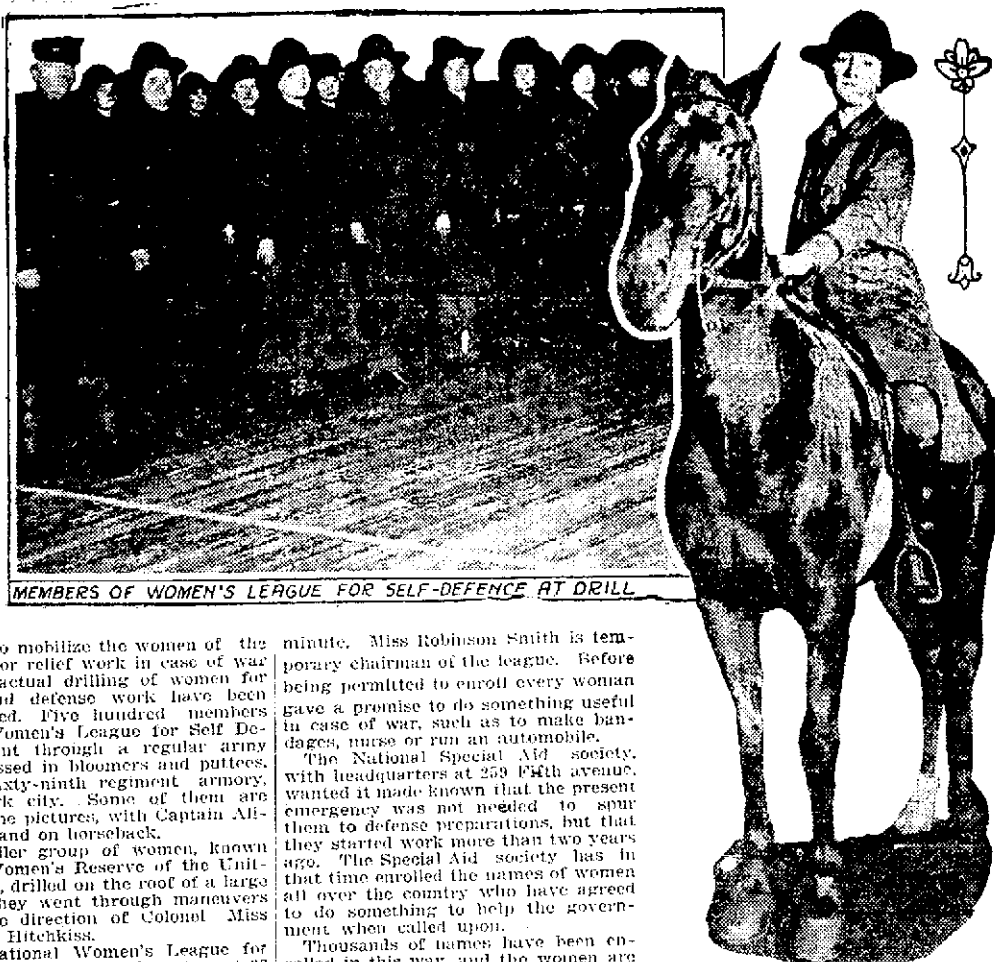 MEMBERS OF WOMEN'S LEAGUE FOR SELF-DEFENCE AT DRILL
o mobilize the women of the
or relief work in case of war
actual drilling of women for
nd defense work have been
ed. Five hundred members
Women's League for Self De-
nt through a regular army
ssed in bloomers and puttees,
ixty-ninth regiment armory,
rk city. Some of them are
he pictures, with Captain Ali-
and on horseback.
ller group of women, known
Women's Reserve of the Unit-
, drilled on the roof of a large
hey went through maneuvers
e direction of Colonel Miss
Hitchkiss.
ational Women's League for
minute. Miss Robinson Smith is tem-
porary chairman of the league. Before
being permitted to enroll every woman
gave a promise to do something useful
in case of war, such as to make ban-
dages, nurse or run an automobile.
The National Special Aid society,
with headquarters at 259 Fifth avenue,
wanted it made known that the present
emergency was not needed to spur
them to defense preparations, but that
they started work more than two years
ago. The Special Aid society has in
that time enrolled the names of women
all over the country who have agreed
to do something to help the govern-
ment when called upon.
Thousands of names have been en-
rolled in this way, and the women are